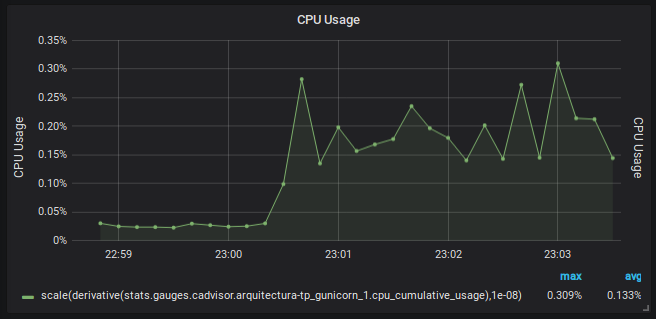 CPU Usage
0.35%
0.30%
0.25%
0.20%
0.15%
0.10%
0.05%
0%
CPU Usage
CPU Usage
22:59 23:00 23:01 23:02 23:03
max avg
scale(derivative(stats.gauges.cadvisor.arquitectura-tp_gunicorn_1.cpu_cumulative_usage),1e-08) 0.309% 0.133%